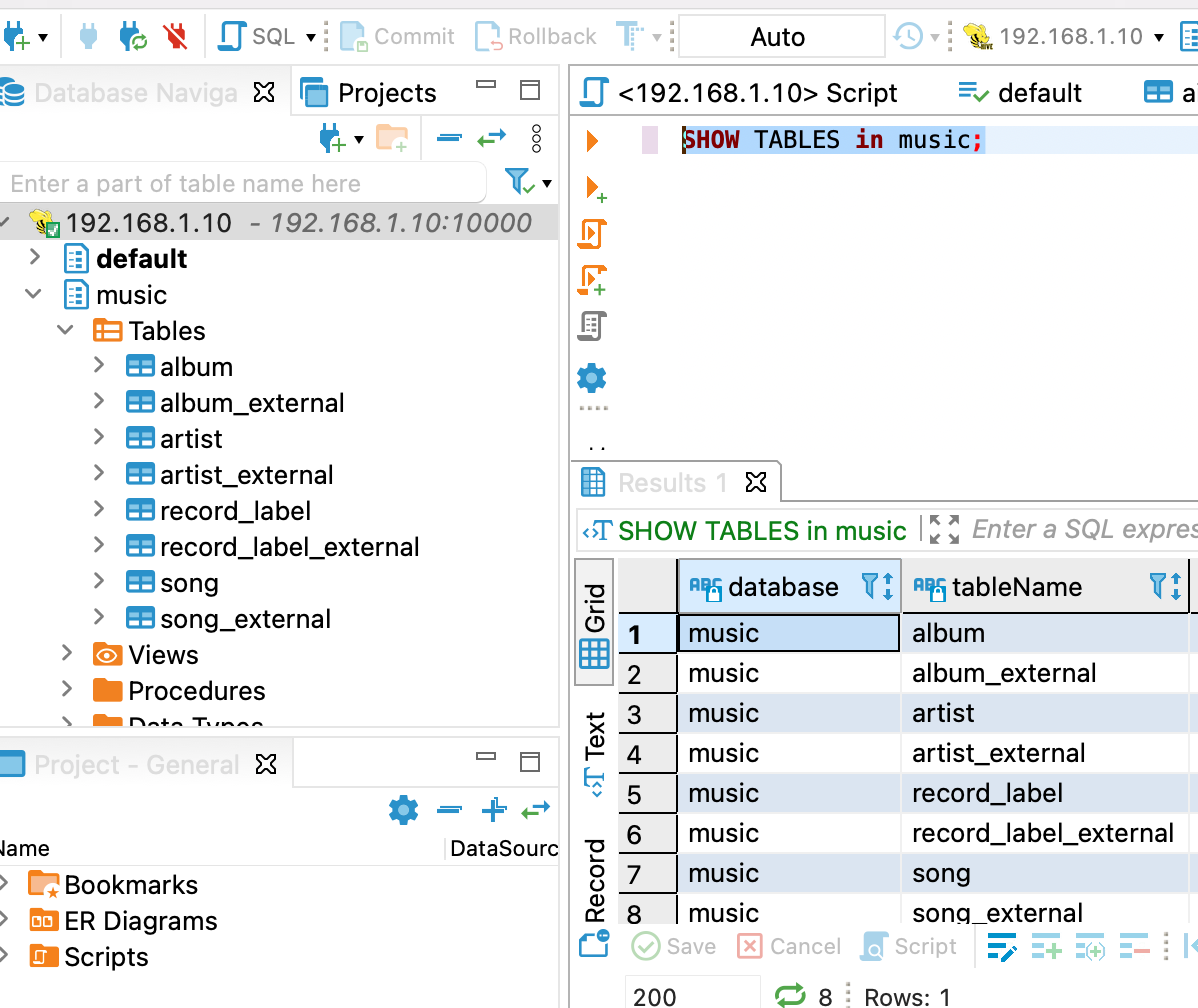 SQL Commit Rollback Auto 192.168.1.10
Database Naviga Projects
Enter a part of table name here
192.168.1.10 - 192.168.1.10:10000
default
music
Tables
album
album_external
artist
artist_external
record_label
record_label_external
song
song_external
Views
Procedures
Data Types
Project - General
Name DataSourc
Bookmarks
ER Diagrams
Scripts
<192.168.1.10> Script default
SHOW TABLES in music;
Results 1
SHOW TABLES in music Enter a SQL expres
Grid
Text
Record
database tableName
1 music album
2 music album_external
3 music artist
4 music artist_external
5 music record_label
6 music record_label_external
7 music song
8 music song_external
Save Cancel Script
200 8 Rows: 1